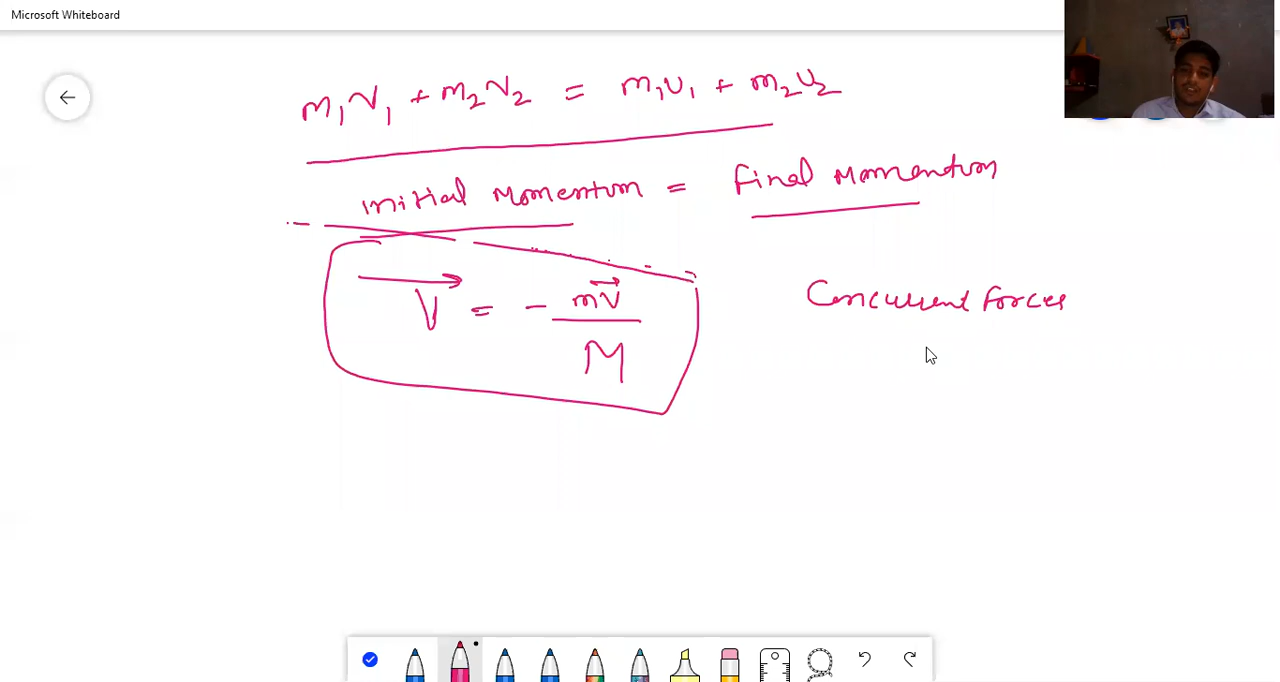 Microsoft Whiteboard
m₁V₁ + m₂V₂ = m₁U₁ + m₂U₂
initial Momentum = final Momentum
V⃗ = - mv⃗ / M
Concurrent forces